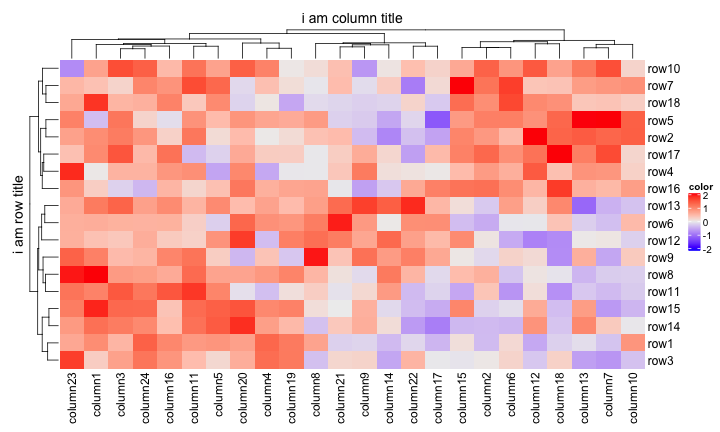 i am column title
i am row title
row10
row7
row18
row5
row2
row17
row4
row16
row13
row6
row12
row9
row8
row11
row15
row14
row1
row3
color
2
1
0
-1
-2
column23
column1
column3
column24
column16
column11
column5
column20
column4
column19
column8
column21
column9
column14
column22
column17
column15
column2
column6
column12
column18
column13
column7
column10